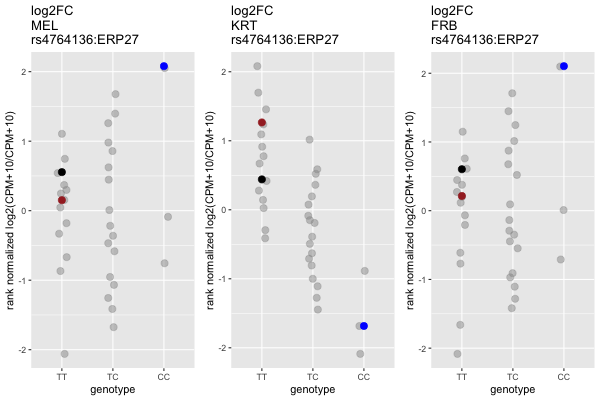 log2FC
MEL
rs4764136:ERP27
rank normalized log2(CPM+10/CPM+10)
2
1
0
-1
-2
TT
TC
CC
genotype
log2FC
KRT
rs4764136:ERP27
rank normalized log2(CPM+10/CPM+10)
2
1
0
-1
-2
TT
TC
CC
genotype
log2FC
FRB
rs4764136:ERP27
rank normalized log2(CPM+10/CPM+10)
2
1
0
-1
-2
TT
TC
CC
genotype